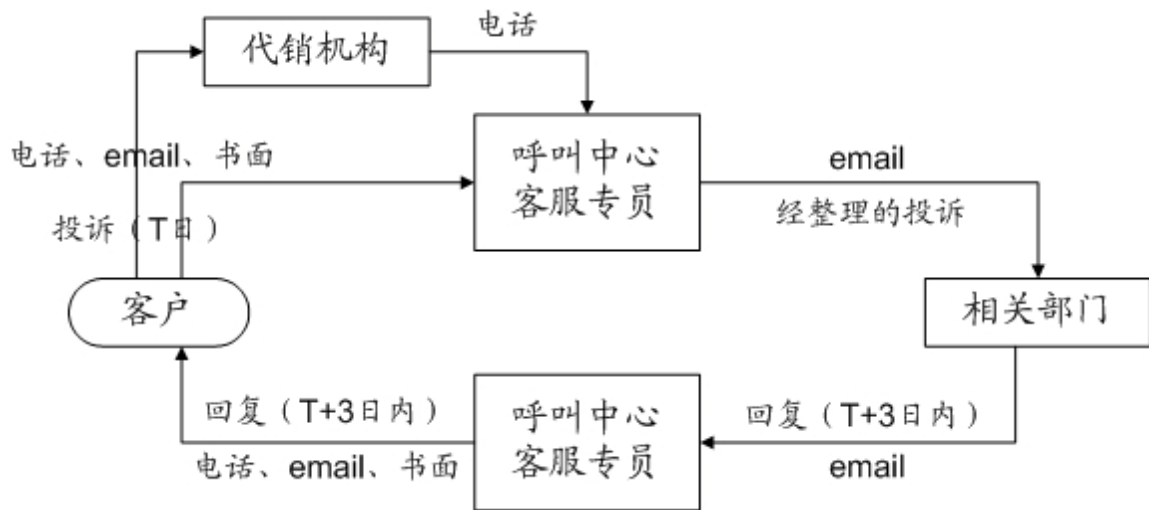 代销机构
电话
电话、email、书面
呼叫中心
客服专员
email
经整理的投诉
投诉（T日）
客户
相关部门
回复（T+3日内）
电话、email、书面
呼叫中心
客服专员
回复（T+3日内）
email